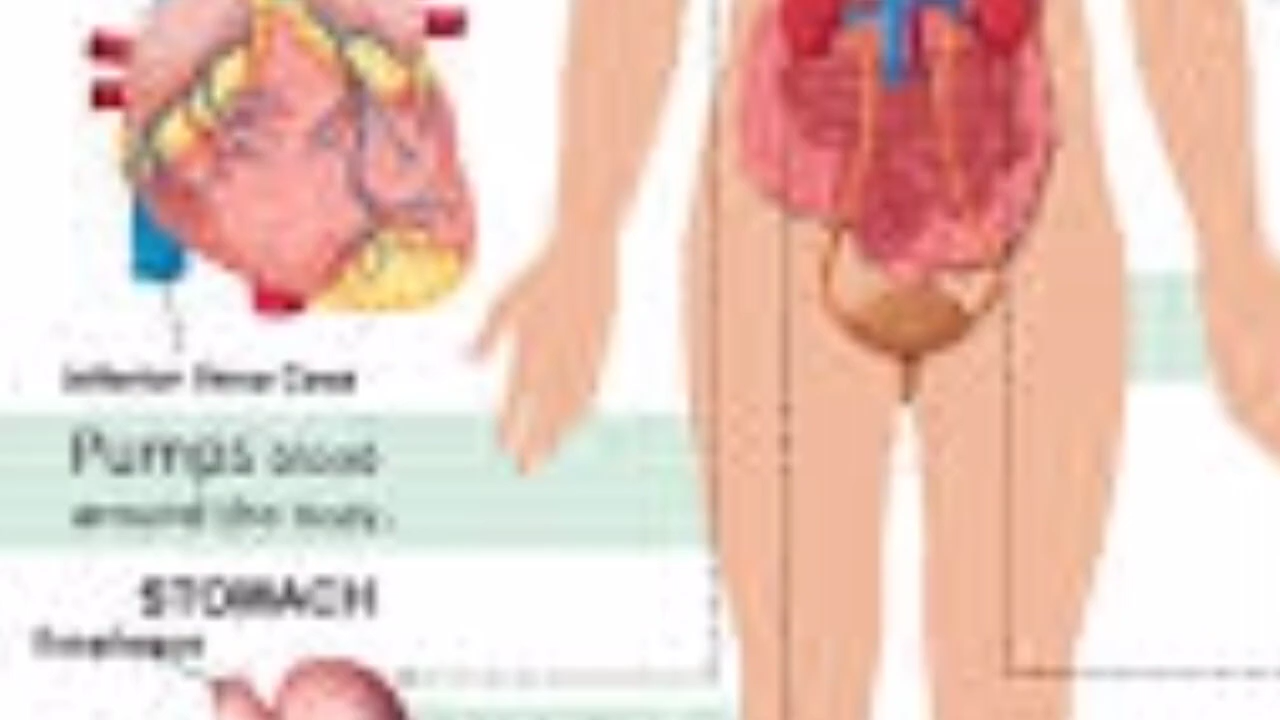 Inferior Vena Cava
Pumps blood
around the body.
STOMACH